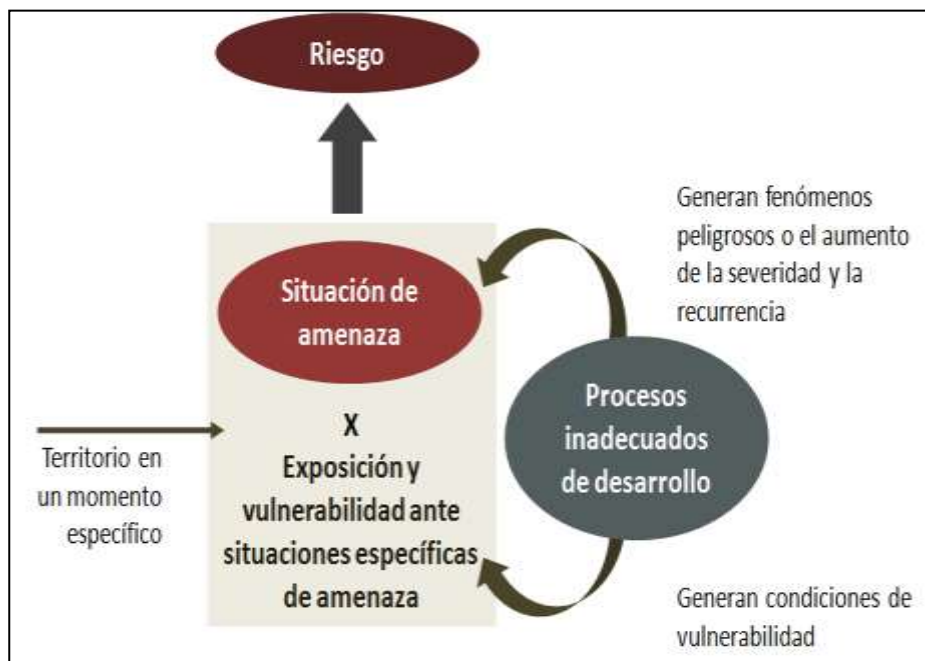 Riesgo
Generan fenómenos
peligrosos o el aumento
de la severidad y la
recurrencia
Situación de
amenaza
Procesos
inadecuados
de desarrollo
X
Exposición y
vulnerabilidad ante
situaciones específicas
de amenaza
Territorio en
un momento
específico
Generan condiciones de
vulnerabilidad